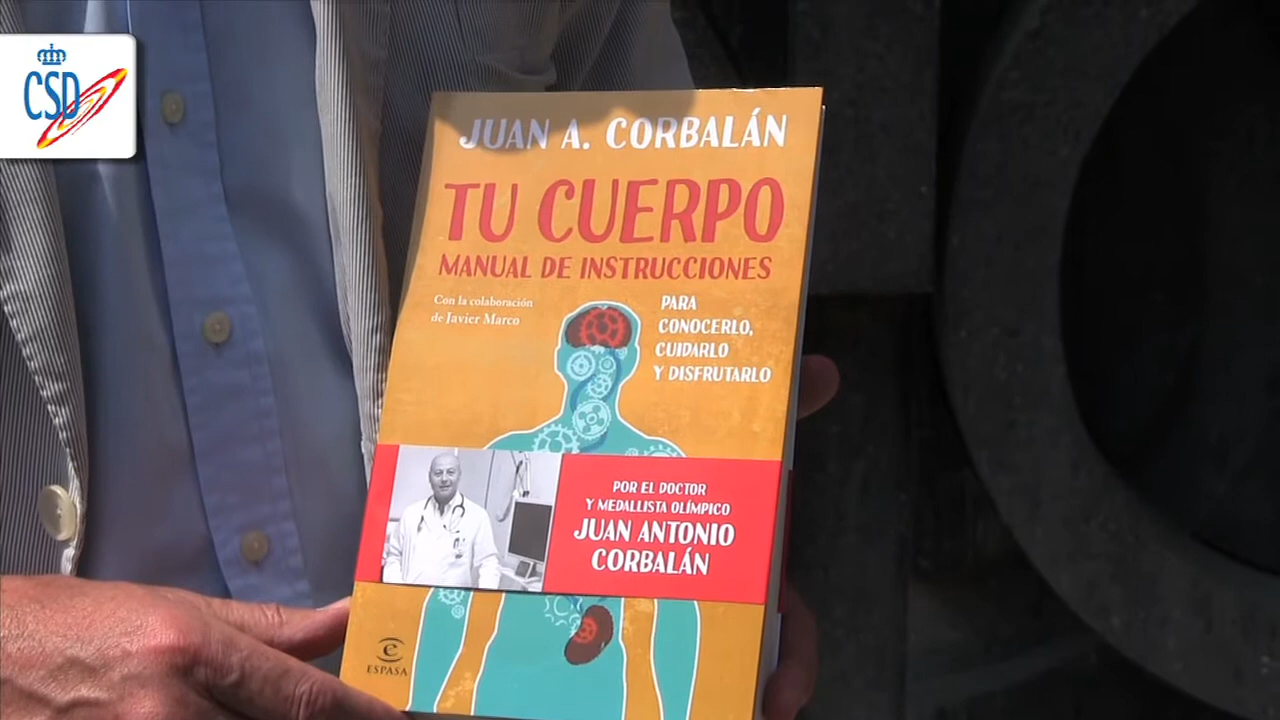 CSD
JUAN A. CORBALÁN
TU CUERPO
MANUAL DE INSTRUCCIONES
Con la colaboración
de Javier Marco
PARA
CONOCERLO,
CUIDARLO
Y DISFRUTARLO
POR EL DOCTOR
Y MEDALLISTA OLÍMPICO
JUAN ANTONIO
CORBALÁN
ESPASA